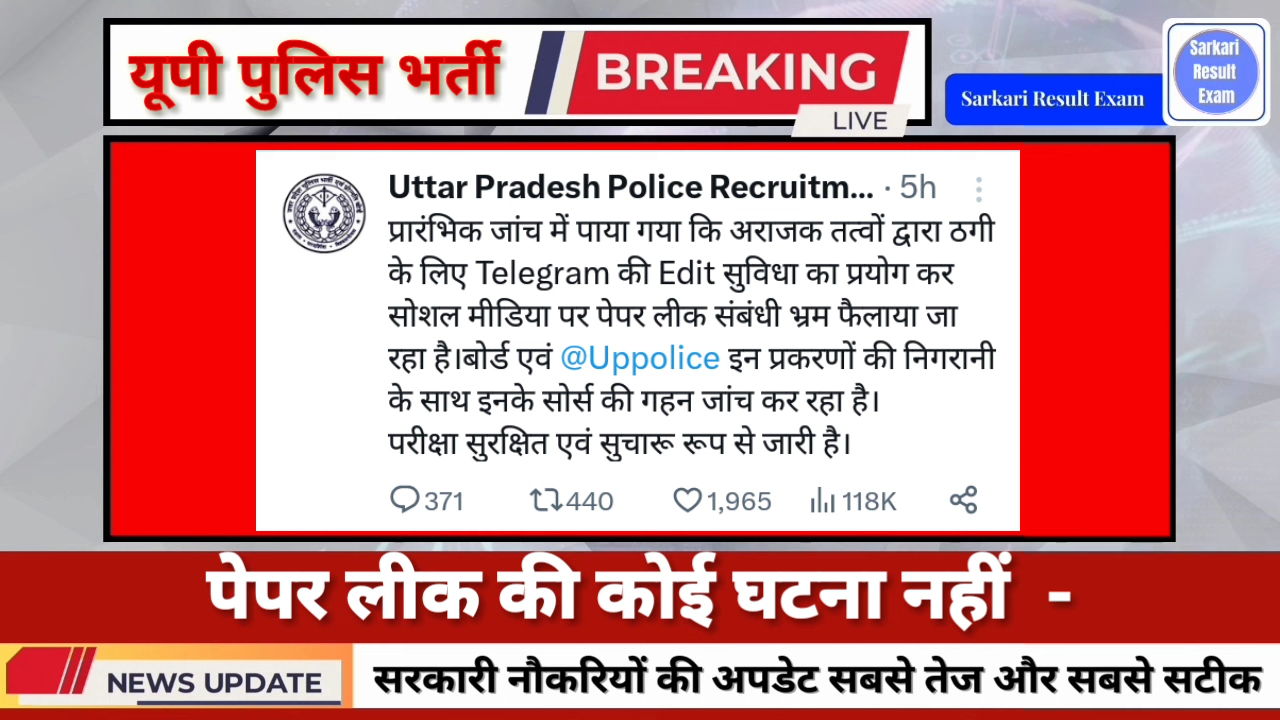 यूपी पुलिस भर्ती
BREAKING
LIVE
Sarkari Result Exam
Sarkari
Result
Exam
Uttar Pradesh Police Recruitm... · 5h
प्रारंभिक जांच में पाया गया कि अराजक तत्वों द्वारा ठगी
के लिए Telegram की Edit सुविधा का प्रयोग कर
सोशल मीडिया पर पेपर लीक संबंधी भ्रम फैलाया जा
रहा है।बोर्ड एवं @Uppolice इन प्रकरणों की निगरानी
के साथ इनके सोर्स की गहन जांच कर रहा है।
परीक्षा सुरक्षित एवं सुचारू रूप से जारी है।
371 440 1,965 118K
पेपर लीक की कोई घटना नहीं -
NEWS UPDATE
सरकारी नौकरियों की अपडेट सबसे तेज और सबसे सटीक